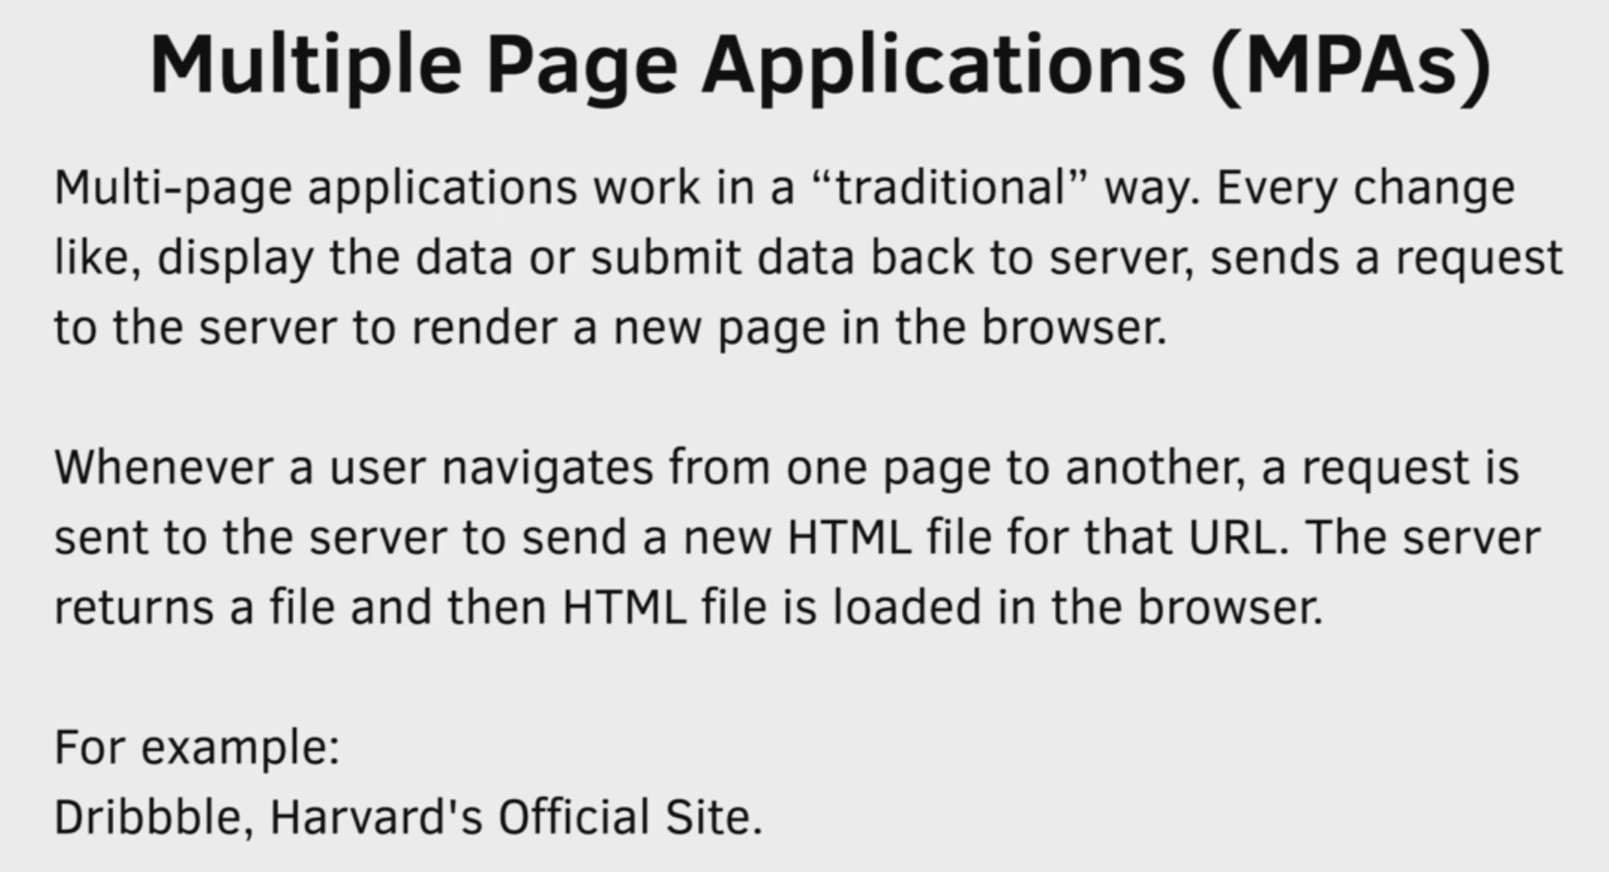 Multiple Page Applications (MPAs)
Multi-page applications work in a “traditional” way. Every change
like, display the data or submit data back to server, sends a request
to the server to render a new page in the browser.
Whenever a user navigates from one page to another, a request is
sent to the server to send a new HTML file for that URL. The server
returns a file and then HTML file is loaded in the browser.
For example:
Dribbble, Harvard's Official Site.